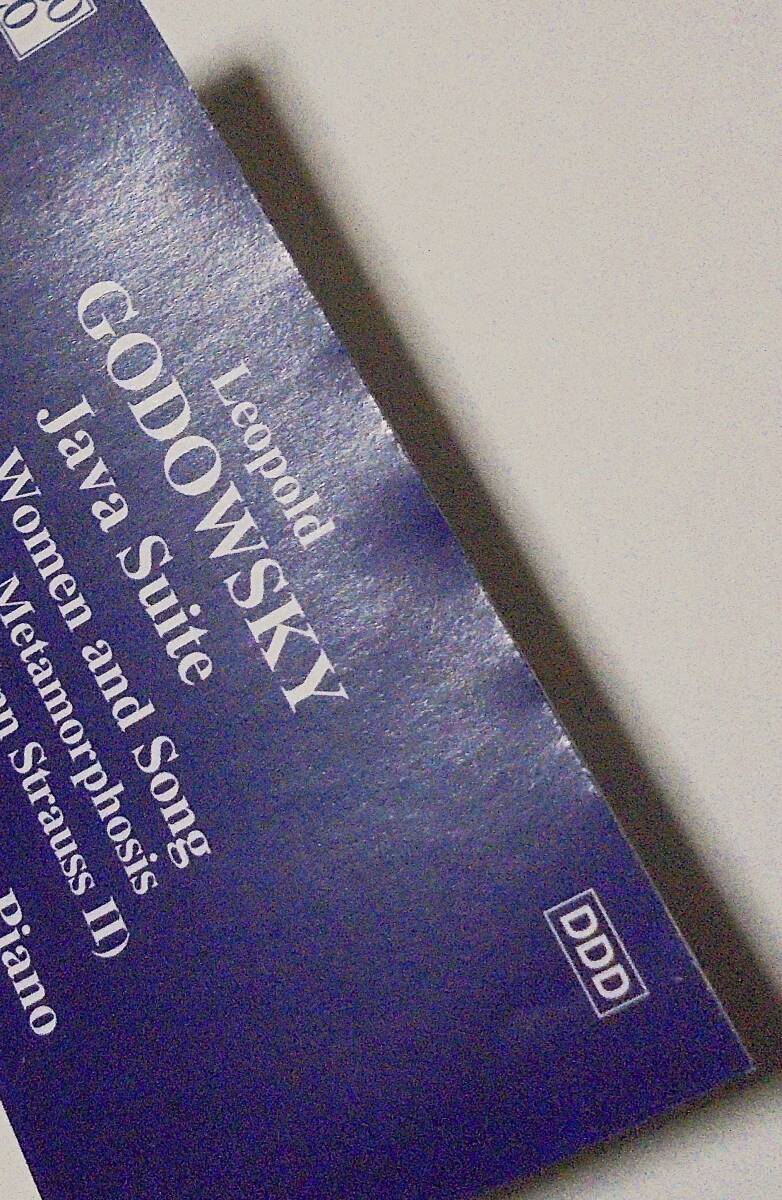 DDD
Leopold
GODOWSKY
Java Suite
Women and Song
Metamorphosis
Strauss II)
Piano